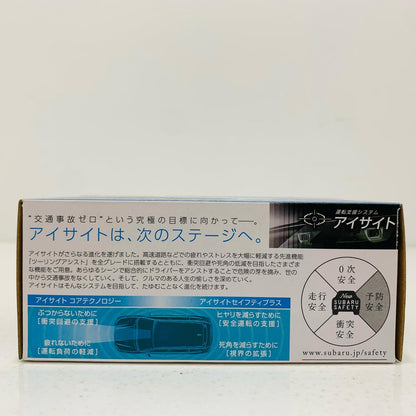 "交通事故ゼロ"という究極の目標に向かって──。
アイサイトは、次のステージへ。
アイサイトがさらなる進化を遂げました。高速道路などでの疲れやストレスを大幅に軽減する先進機能
「ツーリングアシスト」を全グレードに搭載するとともに、衝突回避や死角の低減を目指したさまざま
な機能をご用意。あらゆるシーンで総合的にドライバーをアシストすることで危険の芽を摘み、世の
中から交通事故をなくしていく。そして、クルマのある人生の愉しさを深めていく。
アイサイトはそんなシステムを目指して、たゆむことなく進化を続けます。
アイサイト コアテクノロジー
アイサイトセイフティプラス
ぶつからないために
[衝突回避の支援]
ヒヤリを減らすために
[安全運転の支援]
疲れないために
[運転負荷の軽減]
死角を減らすために
[視界の拡張]
運転支援システム
アイサイト
0次
安全
走行
安全
New
SUBARU
SAFETY
予防
安全
衝突
安全
www.subaru.jp/safety